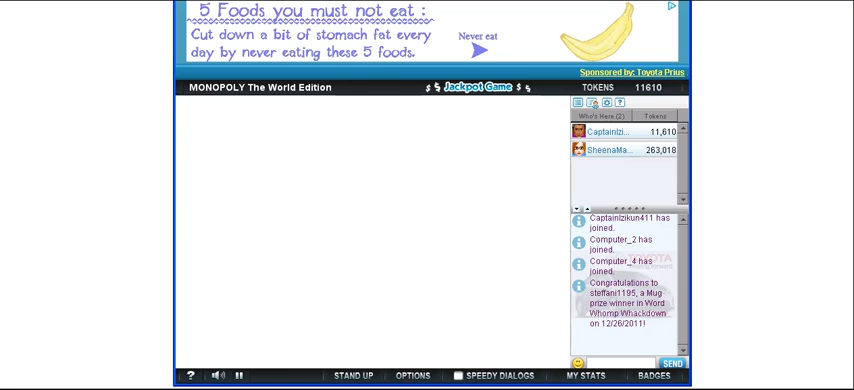 5 Foods you must not eat :
Cut down a bit of stomach fat every
day by never eating these 5 foods.
Never eat
Sponsored by: Toyota Prius
MONOPOLY The World Edition
$ $ Jackpot Game $ $
TOKENS 11610
?
Who's Here (2) Tokens
CaptainIzi... 11,610
SheenaMa... 263,018
CaptainIzikun411 has
joined.
Computer_2 has
joined.
Computer_4 has
joined.
Congratulations to
steffani1195, a Mug
prize winner in Word
Whomp Whackdown
on 12/26/2011!
TOYOTA
moving forward
SEND
? STAND UP OPTIONS SPEEDY DIALOGS MY STATS BADGES